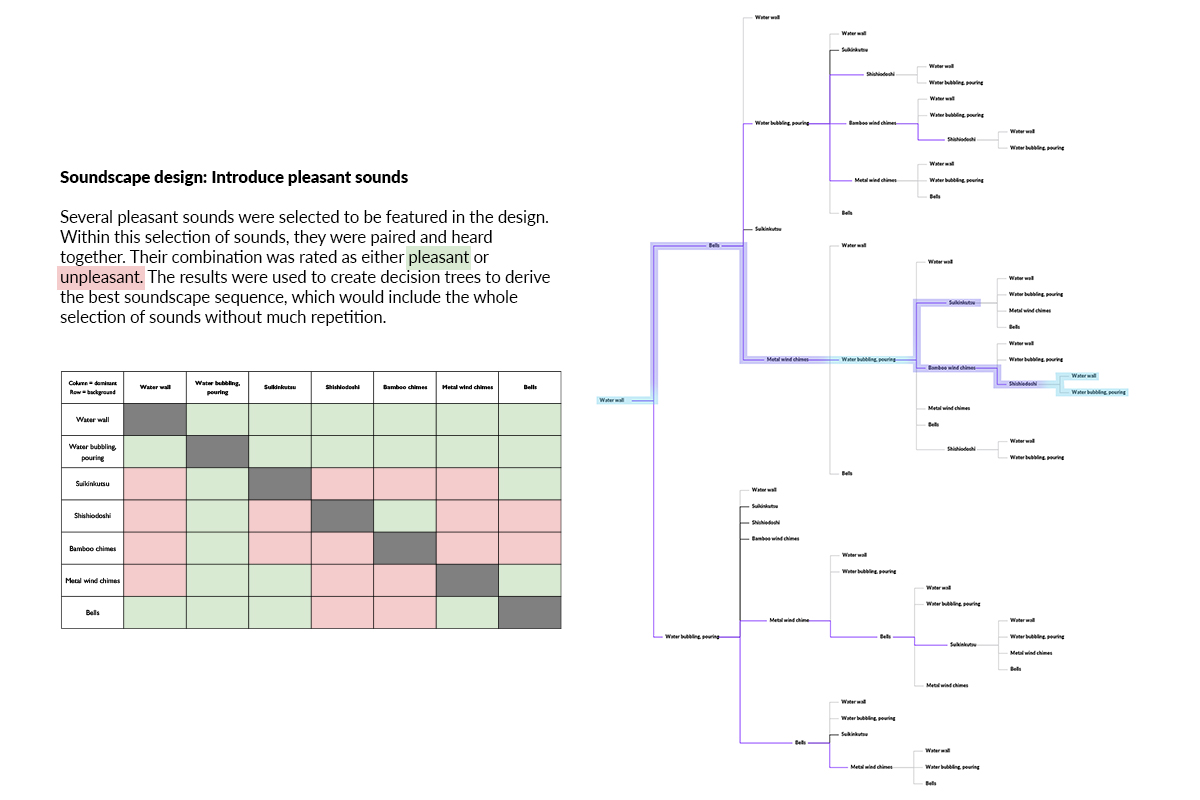 Soundscape design: Introduce pleasant sounds
Several pleasant sounds were selected to be featured in the design.
Within this selection of sounds, they were paired and heard
together. Their combination was rated as either pleasant or
unpleasant. The results were used to create decision trees to derive
the best soundscape sequence, which would include the whole
selection of sounds without much repetition.
Column = dominant
Row = background
Water wall
Water bubbling,
pouring
Suikinkutsu
Shishiodoshi
Bamboo chimes
Metal wind chimes
Bells
Water wall
Water bubbling,
pouring
Suikinkutsu
Shishiodoshi
Bamboo chimes
Metal wind chimes
Bells
Water wall
Water wall
Suikinkutsu
Water wall
Shishiodoshi
Water bubbling, pouring
Water wall
Water bubbling, pouring
Water bubbling, pouring
Bamboo wind chimes
Water wall
Shishiodoshi
Water bubbling, pouring
Water wall
Metal wind chimes
Water bubbling, pouring
Bells
Bells
Suikinkutsu
Bells
Water wall
Water wall
Water wall
Water bubbling, pouring
Suikinkutsu
Metal wind chimes
Bells
Water wall
Metal wind chimes
Water bubbling, pouring
Water bubbling, pouring
Bamboo wind chimes
Water wall
Shishiodoshi
Water bubbling, pouring
Water wall
Metal wind chimes
Bells
Water wall
Shishiodoshi
Water bubbling, pouring
Bells
Water wall
Suikinkutsu
Shishiodoshi
Bamboo wind chimes
Water wall
Water bubbling, pouring
Water wall
Water bubbling, pouring
Metal wind chime
Water wall
Water bubbling, pouring
Bells
Water bubbling, pouring
Suikinkutsu
Metal wind chimes
Bells
Metal wind chimes
Water wall
Water bubbling, pouring
Suikinkutsu
Bells
Water wall
Metal wind chimes
Water bubbling, pouring
Bells